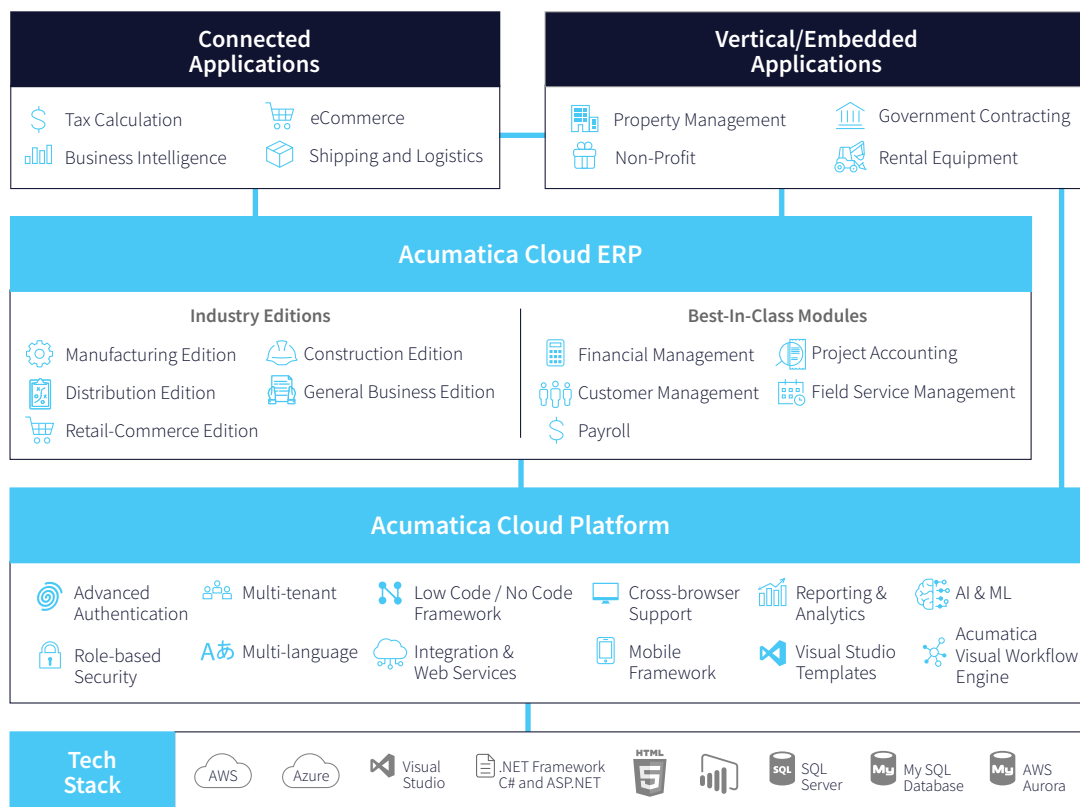 Connected
Applications
Tax Calculation
eCommerce
Business Intelligence
Shipping and Logistics
Vertical/Embedded
Applications
Property Management
Government Contracting
Non-Profit
Rental Equipment
Acumatica Cloud ERP
Industry Editions
Manufacturing Edition
Construction Edition
Distribution Edition
General Business Edition
Retail-Commerce Edition
Best-In-Class Modules
Financial Management
Project Accounting
Customer Management
Field Service Management
Payroll
Acumatica Cloud Platform
Advanced
Authentication
Multi-tenant
Low Code / No Code
Framework
Cross-browser
Support
Reporting &
Analytics
AI & ML
Role-based
Security
Aあ
Multi-language
Integration &
Web Services
Mobile
Framework
Visual Studio
Templates
Acumatica
Visual Workflow
Engine
Tech
Stack
AWS
Azure
Visual
Studio
.NET Framework
C# and ASP.NET
HTML
5
SQL
SQL
Server
My
My SQL
Database
My
AWS
Aurora